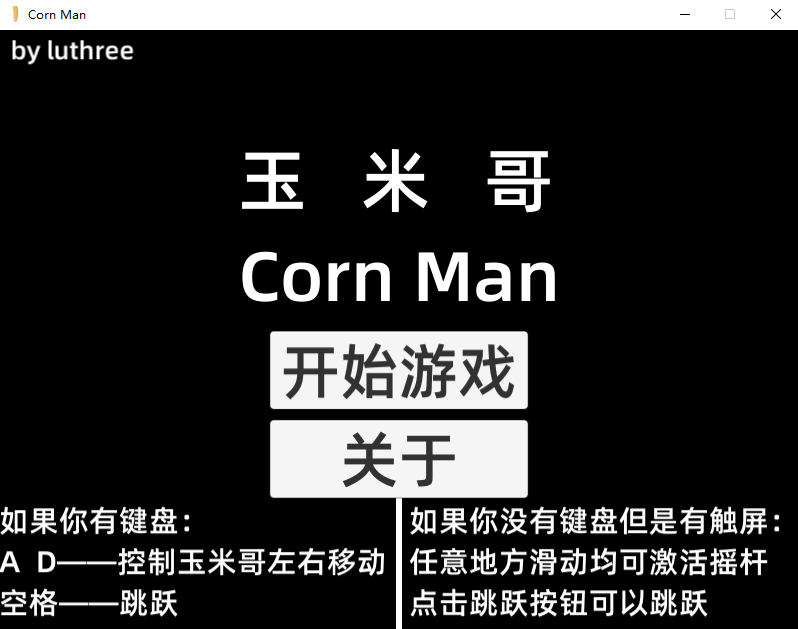 Corn Man
by luthree
玉 米 哥
Corn Man
开始游戏
关于
如果你有键盘：
A D——控制玉米哥左右移动
空格——跳跃
如果你没有键盘但是有触屏：
任意地方滑动均可激活摇杆
点击跳跃按钮可以跳跃